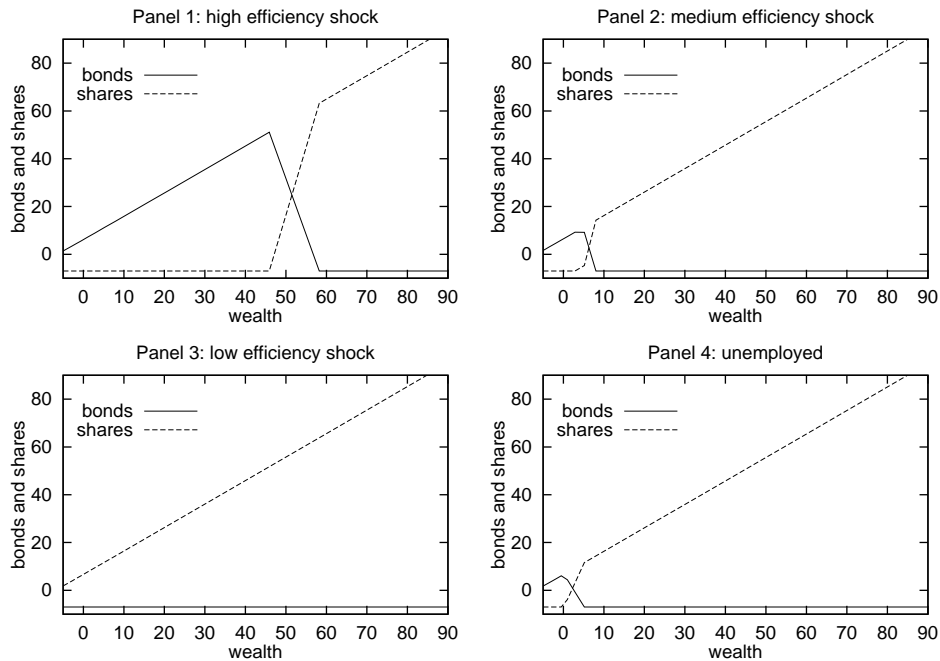 Panel 1: high efficiency shock
bonds and shares
80
60
40
20
0
bonds
shares
0 10 20 30 40 50 60 70 80 90
wealth
Panel 2: medium efficiency shock
bonds and shares
80
60
40
20
0
bonds
shares
0 10 20 30 40 50 60 70 80 90
wealth
Panel 3: low efficiency shock
bonds and shares
80
60
40
20
0
bonds
shares
0 10 20 30 40 50 60 70 80 90
wealth
Panel 4: unemployed
bonds and shares
80
60
40
20
0
bonds
shares
0 10 20 30 40 50 60 70 80 90
wealth